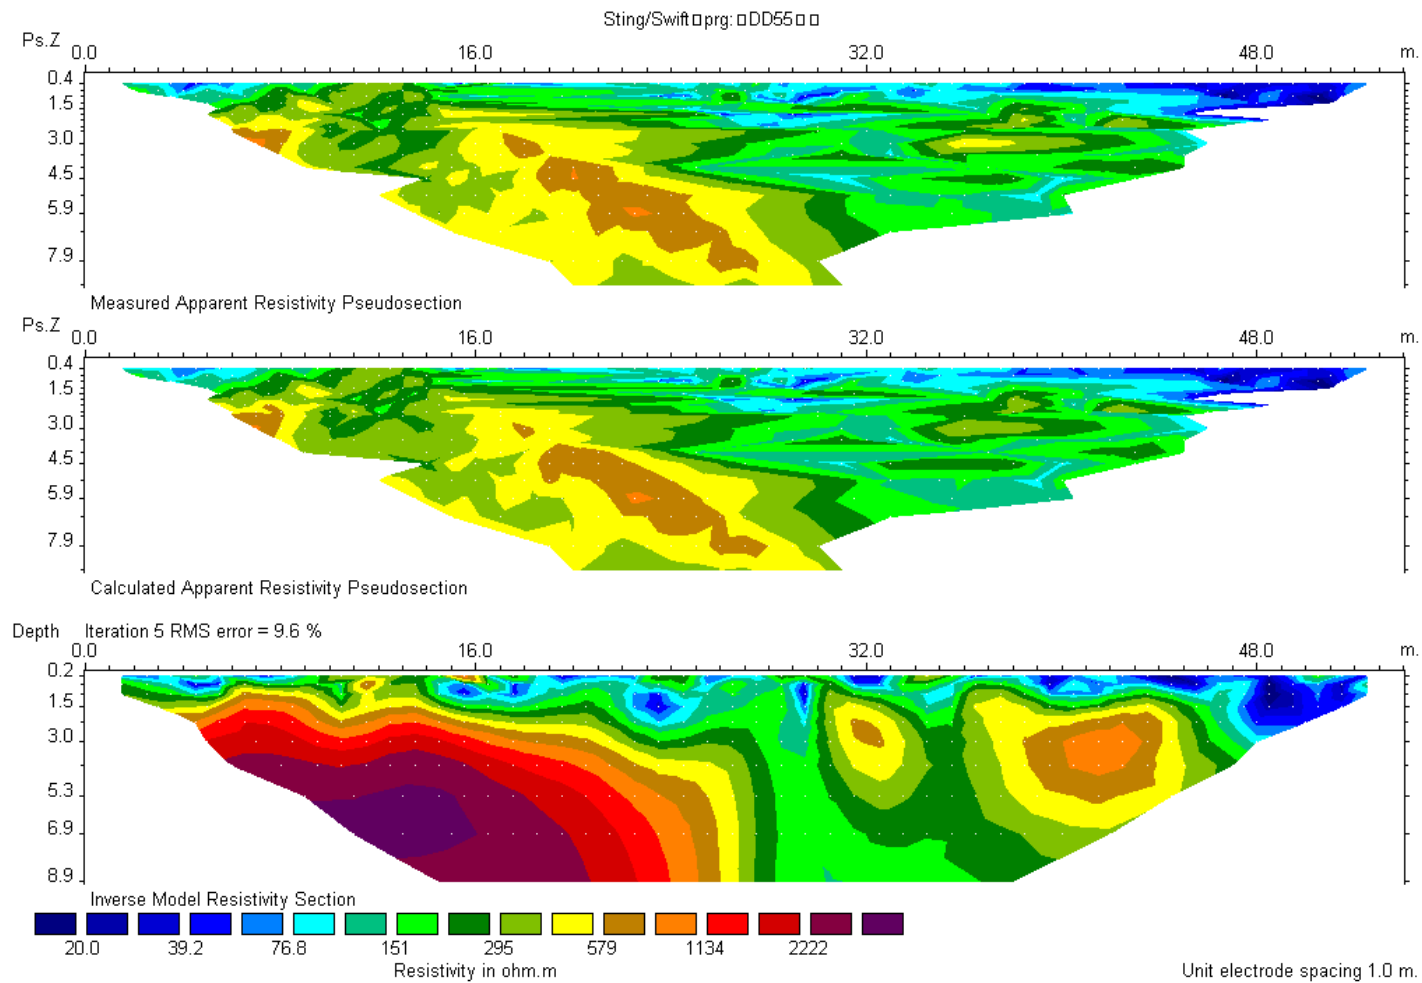 Sting/Swift□prg: □DD55□ □
Ps.Z 0.0 16.0 32.0 48.0 m.
0.4
1.5
3.0
4.5
5.9
7.9
Measured Apparent Resistivity Pseudosection
Ps.Z 0.0 16.0 32.0 48.0 m.
0.4
1.5
3.0
4.5
5.9
7.9
Calculated Apparent Resistivity Pseudosection
Depth Iteration 5 RMS error = 9.6 %
0.0 16.0 32.0 48.0 m.
0.2
1.5
3.0
5.3
6.9
8.9
Inverse Model Resistivity Section
20.0 39.2 76.8 151 295 579 1134 2222
Resistivity in ohm.m Unit electrode spacing 1.0 m.